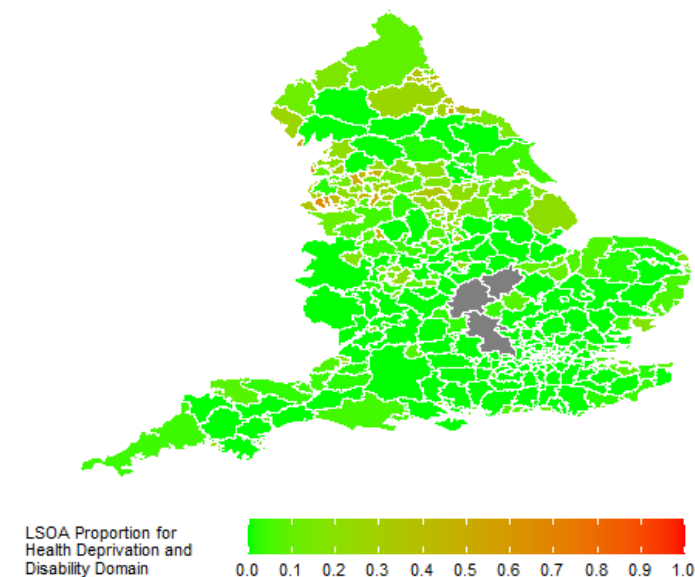 LSOA Proportion for
Health Deprivation and
Disability Domain
0.0 0.1 0.2 0.3 0.4 0.5 0.6 0.7 0.8 0.9 1.0